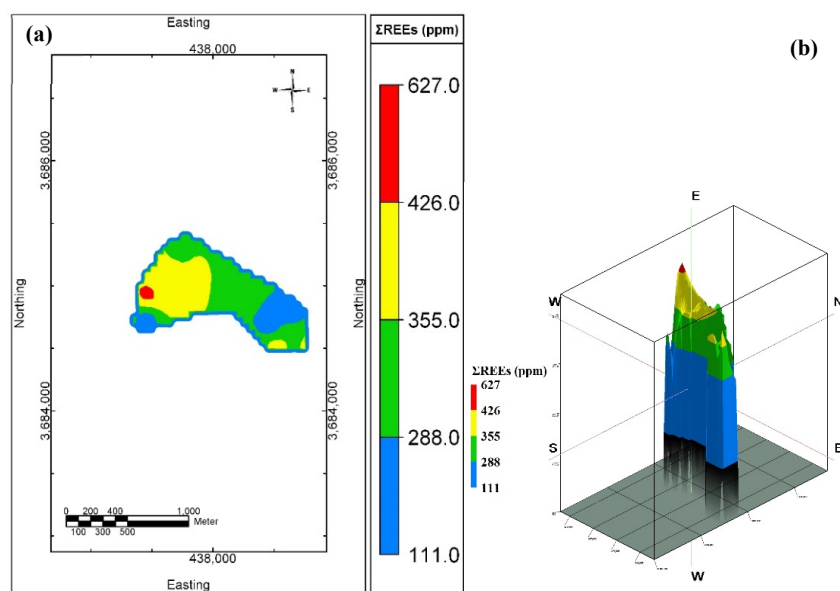 (a)
Easting
438,000
N
W E
S
3,686,000
3,686,000
Northing
Northing
3,684,000
3,684,000
0 200 400 1,000
100 300 500
Meter
438,000
Easting
ΣREEs (ppm)
627.0
426.0
355.0
288.0
111.0
(b)
E
W
N
S
E
W
ΣREEs (ppm)
627
426
355
288
111